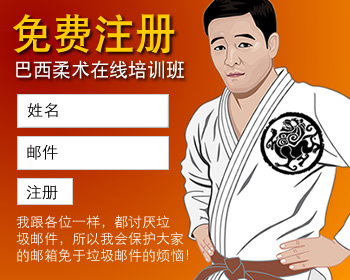 免费注册
巴西柔术在线培训班
姓名
邮件
注册
我跟各位一样，都讨厌垃
圾邮件，所以我会保护大家
的邮箱免于垃圾邮件的烦恼!